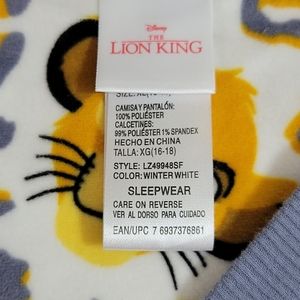 Disney
THE
LION KING
CAMISA Y PANTALÓN:
100% POLIÉSTER
CALCETINES:
99% POLIÉSTER 1% SPANDEX
HECHO EN CHINA
TALLA: XG(16-18)
STYLE: LZ49948SF
COLOR: WINTER WHITE
SLEEPWEAR
CARE ON REVERSE
VER AL DORSO PARA CUIDADO
EAN/UPC 7 6937376861